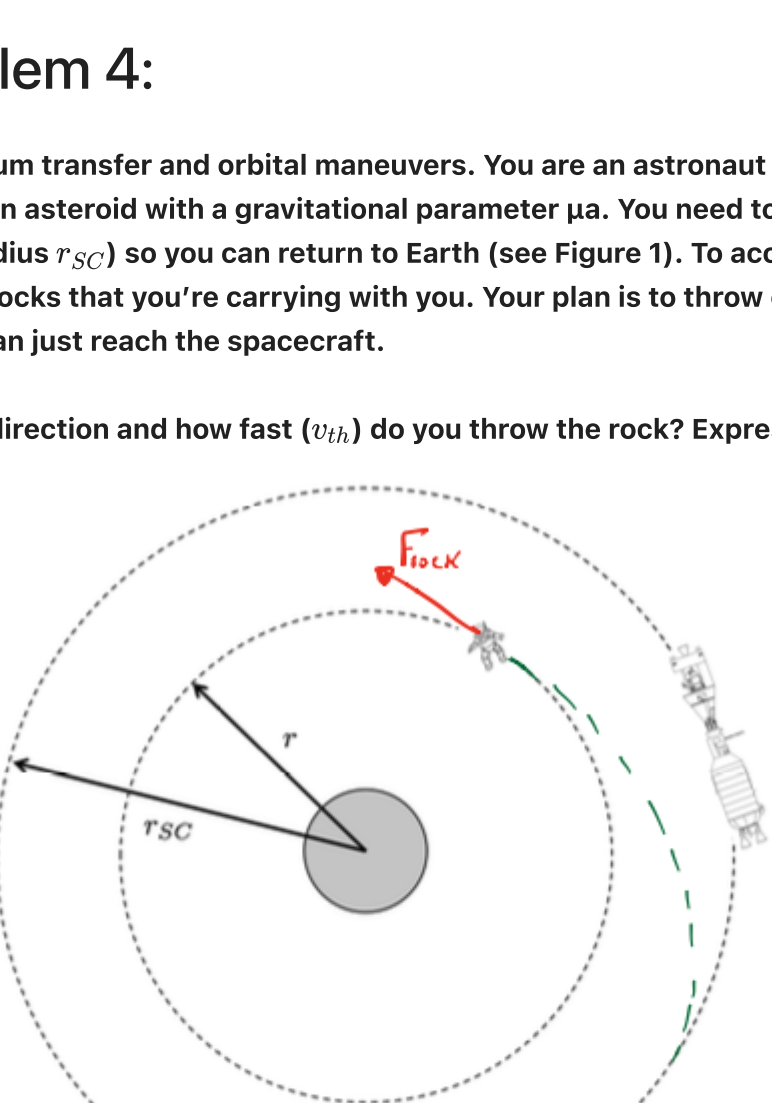 lem 4:
um transfer and orbital maneuvers. You are an astronaut
n asteroid with a gravitational parameter μa. You need to
dius r_SC) so you can return to Earth (see Figure 1). To acc
ocks that you're carrying with you. Your plan is to throw
an just reach the spacecraft.
direction and how fast (v_th) do you throw the rock? Expre
Frock
r
r_SC